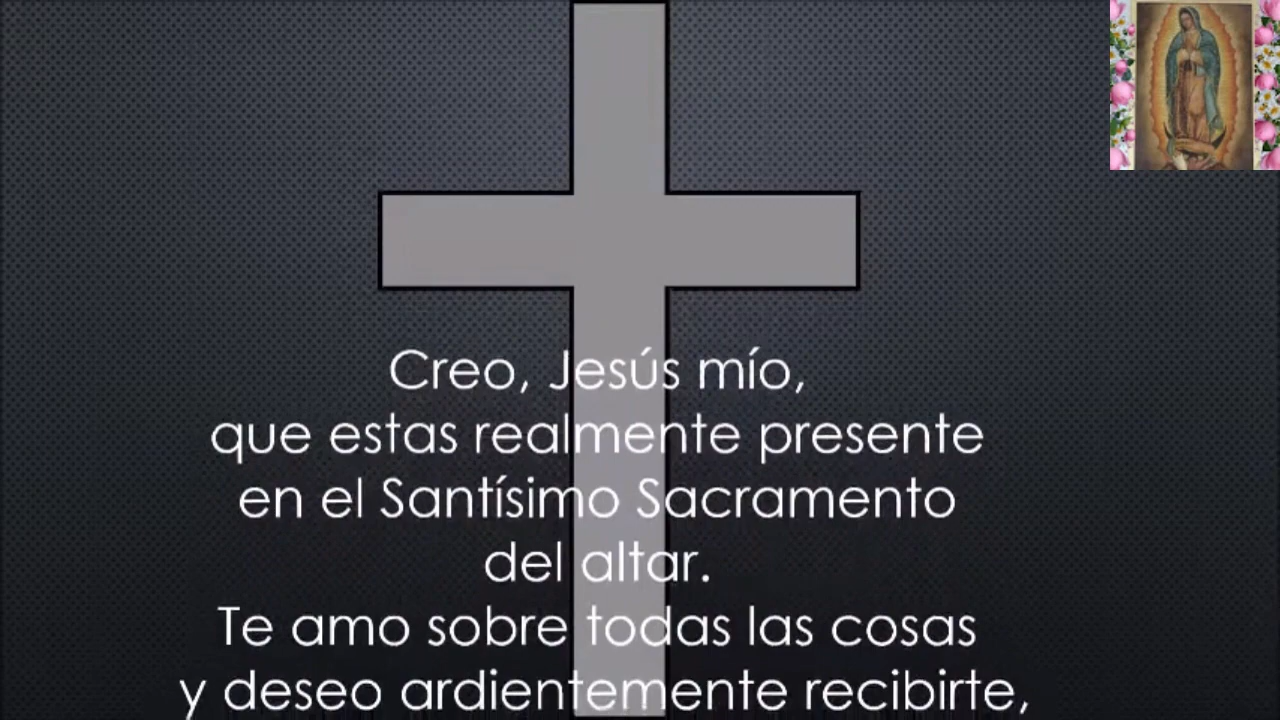 Creo, Jesús mío,
que estas realmente presente
en el Santísimo Sacramento
del altar.
Te amo sobre todas las cosas
y deseo ardientemente recibirte,